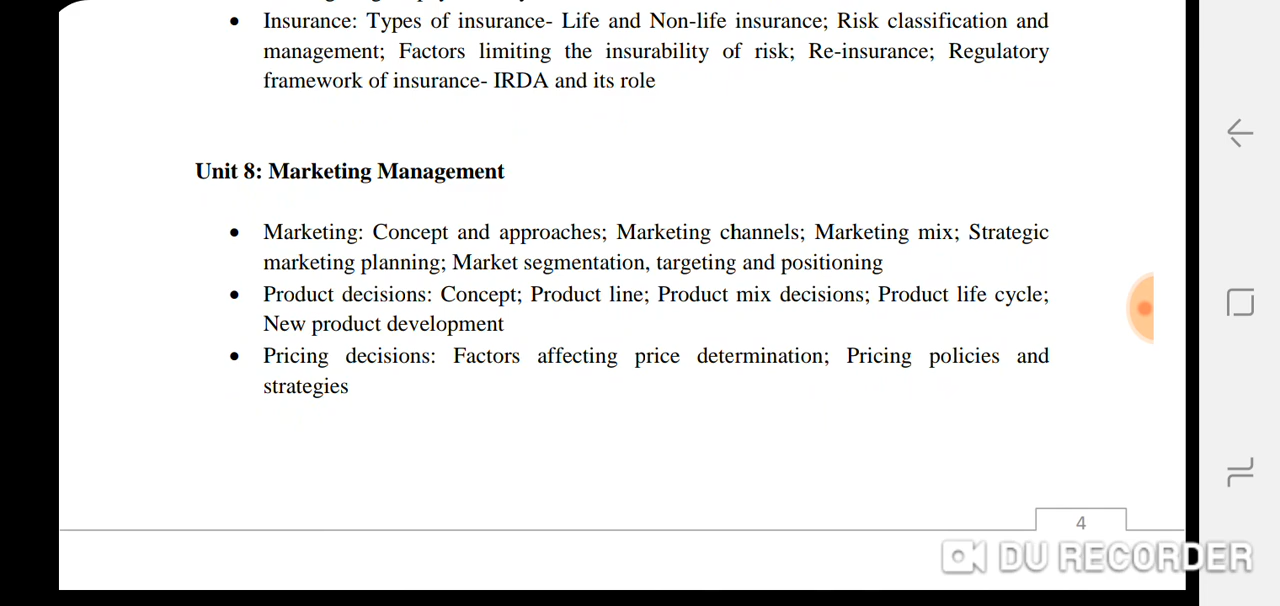 • Insurance: Types of insurance- Life and Non-life insurance; Risk classification and
management; Factors limiting the insurability of risk; Re-insurance; Regulatory
framework of insurance- IRDA and its role
Unit 8: Marketing Management
• Marketing: Concept and approaches; Marketing channels; Marketing mix; Strategic
marketing planning; Market segmentation, targeting and positioning
• Product decisions: Concept; Product line; Product mix decisions; Product life cycle;
New product development
• Pricing decisions: Factors affecting price determination; Pricing policies and
strategies
4
DU RECORDER